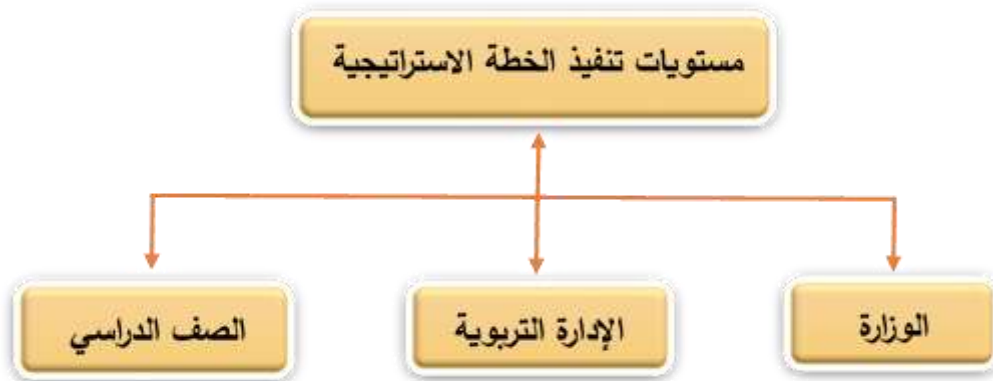 مستويات تنفيذ الخطة الاستراتيجية
الوزارة
الإدارة التربوية
الصف الدراسي